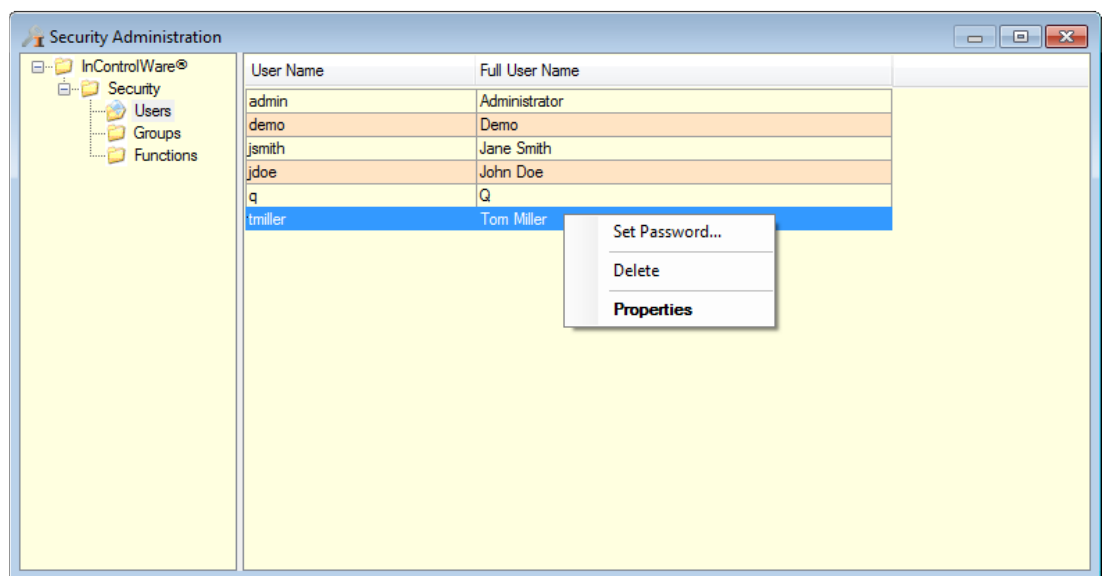 Security Administration
InControlWare®
Security
Users
Groups
Functions
User Name Full User Name
admin Administrator
demo Demo
jsmith Jane Smith
jdoe John Doe
q Q
tmiller Tom Miller
Set Password...
Delete
Properties